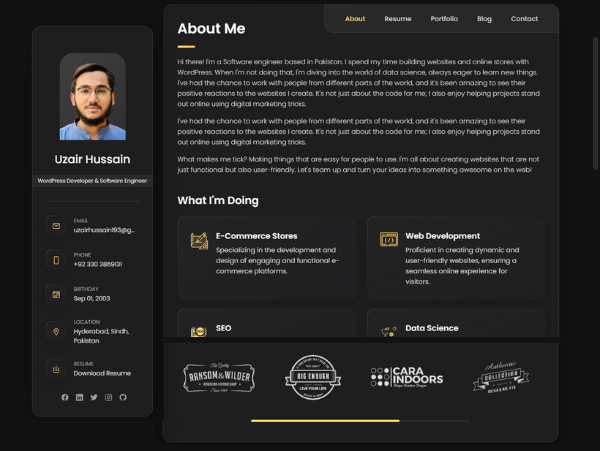 Uzair Hussain
WordPress Developer & Software Engineer
EMAIL
uzairhussain193@g...
PHONE
+92 330 3869131
BIRTHDAY
Sep 01, 2003
LOCATION
Hyderabad, Sindh,
Pakistan
RESUME
Download Resume
About Resume Portfolio Blog Contact
About Me
Hi there! I'm a Software engineer based in Pakistan. I spend my time building websites and online stores with
WordPress. When I'm not doing that, I'm diving into the world of data science, always eager to learn new things.
I've had the chance to work with people from different parts of the world, and it's been amazing to see their
positive reactions to the websites I create. It's not just about the code for me; I also enjoy helping projects stand
out online using digital marketing tricks.
I've had the chance to work with people from different parts of the world, and it's been amazing to see their
positive reactions to the websites I create. It's not just about the code for me; I also enjoy helping projects stand
out online using digital marketing tricks.
What makes me tick? Making things that are easy for people to use. I'm all about creating websites that are not
just functional but also user-friendly. Let's team up and turn your ideas into something awesome on the web!
What I'm Doing
E-Commerce Stores
Specializing in the development and
design of engaging and functional e-
commerce platforms.
Web Development
Proficient in creating dynamic and
user-friendly websites, ensuring a
seamless online experience for
visitors.
SEO
Data Science
Top Quality
RANSOM & WILDER
BIG ENOUGH
LIVE YOUR LIFE
CARA
INDOORS
Authentic
COLLECTION
REGULAR FIT